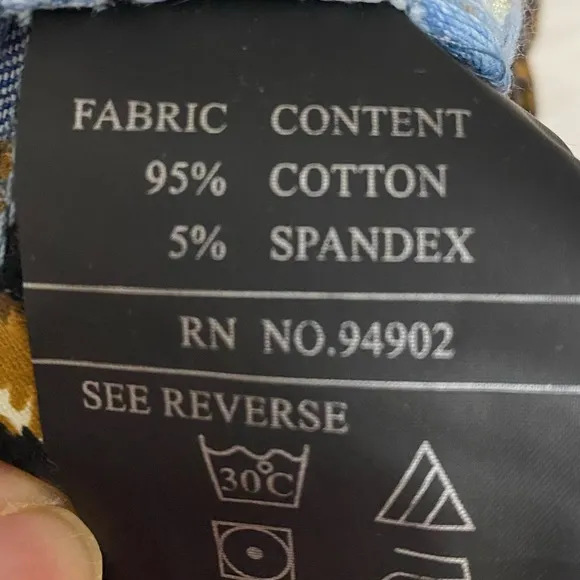 FABRIC CONTENT
95% COTTON
5% SPANDEX
RN NO.94902
SEE REVERSE
30°C